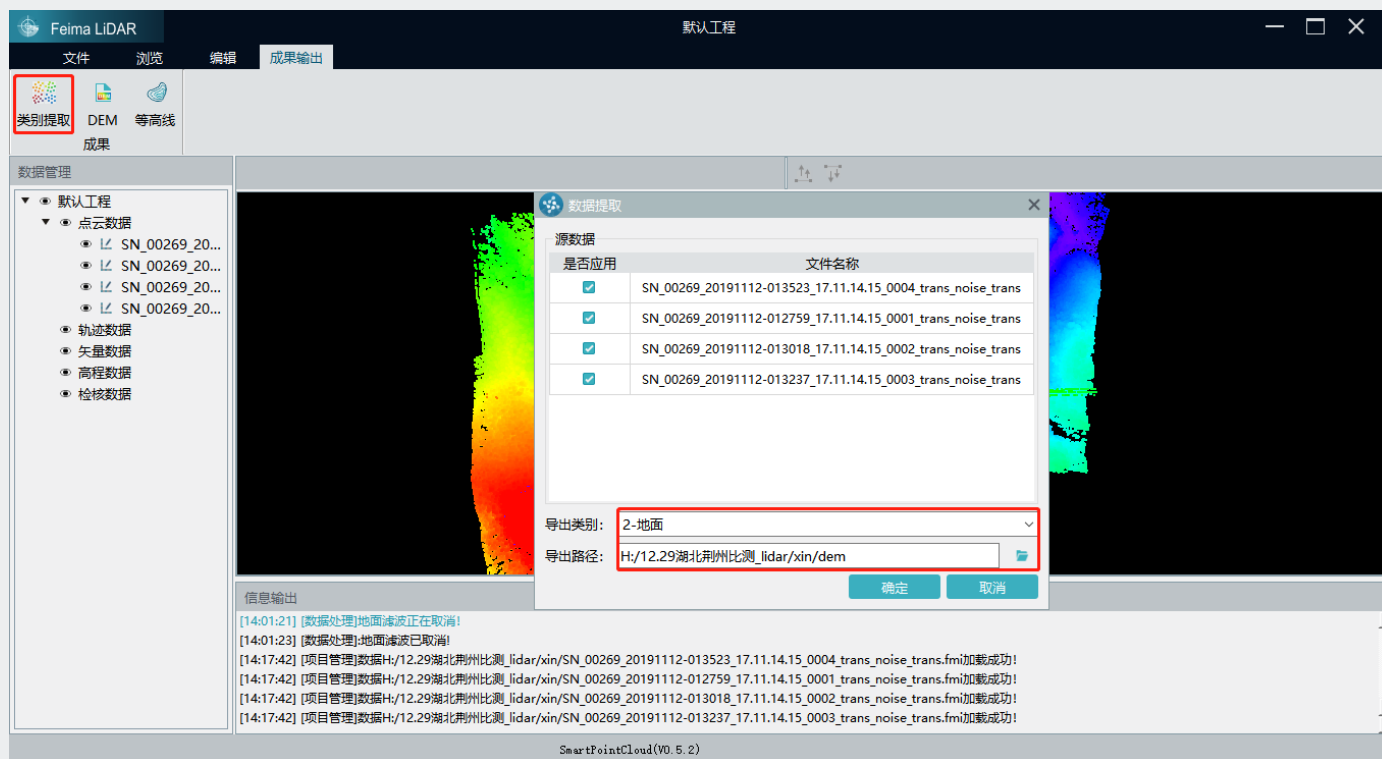 Feima LiDAR
默认工程
文件 浏览 编辑 成果输出
类别提取 DEM 等高线
成果
数据管理
默认工程
点云数据
SN_00269_20...
SN_00269_20...
SN_00269_20...
SN_00269_20...
轨迹数据
矢量数据
高程数据
检核数据
数据提取
源数据
是否应用 文件名称
SN_00269_20191112-013523_17.11.14.15_0004_trans_noise_trans
SN_00269_20191112-012759_17.11.14.15_0001_trans_noise_trans
SN_00269_20191112-013018_17.11.14.15_0002_trans_noise_trans
SN_00269_20191112-013237_17.11.14.15_0003_trans_noise_trans
导出类别: 2-地面
导出路径: H:/12.29湖北荆州比测_lidar/xin/dem
确定 取消
信息输出
[14:01:21] [数据处理]地面滤波正在取消!
[14:01:23] [数据处理]:地面滤波已取消!
[14:17:42] [项目管理]数据H:/12.29湖北荆州比测_lidar/xin/SN_00269_20191112-013523_17.11.14.15_0004_trans_noise_trans.fmi加载成功!
[14:17:42] [项目管理]数据H:/12.29湖北荆州比测_lidar/xin/SN_00269_20191112-012759_17.11.14.15_0001_trans_noise_trans.fmi加载成功!
[14:17:42] [项目管理]数据H:/12.29湖北荆州比测_lidar/xin/SN_00269_20191112-013018_17.11.14.15_0002_trans_noise_trans.fmi加载成功!
[14:17:42] [项目管理]数据H:/12.29湖北荆州比测_lidar/xin/SN_00269_20191112-013237_17.11.14.15_0003_trans_noise_trans.fmi加载成功!
SmartPointCloud(V0.5.2)